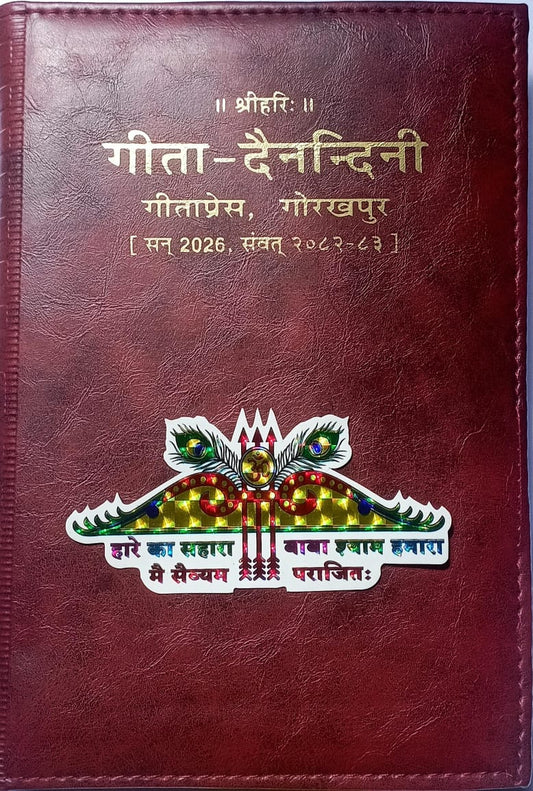 ॥ श्रीहरिः ॥
गीता-दैनन्दिनी
गीताप्रेस, गोरखपुर
[ सन् 2026, संवत् २०८२-८३ ]
ॐ
हारे का सहारा बाबा श्याम हमारा
मै सैव्यम पराजितः